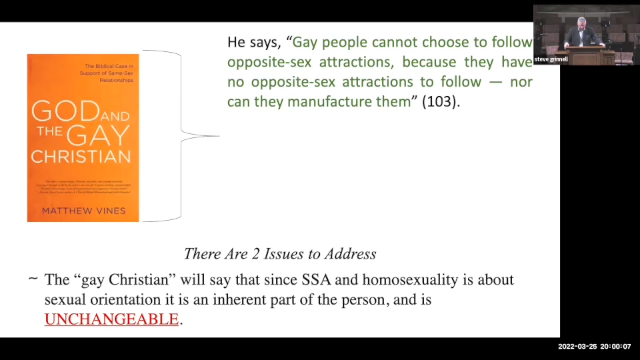 He says, “Gay people cannot choose to follow
opposite-sex attractions, because they have
no opposite-sex attractions to follow — nor
can they manufacture them” (103).
steve grinnell
The Biblical Case in
Support of Same-Sex
Relationships
GOD AND
THE GAY
CHRISTIAN
MATTHEW VINES
There Are 2 Issues to Address
~ The “gay Christian” will say that since SSA and homosexuality is about
sexual orientation it is an inherent part of the person, and is
UNCHANGEABLE.
2022-03-25 20:00:07